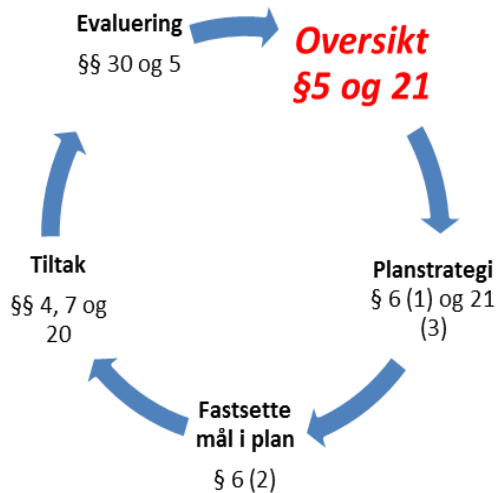 Evaluering
§§ 30 og 5
Oversikt
§5 og 21
Planstrategi
§ 6 (1) og 21
(3)
Fastsette
mål i plan
§ 6 (2)
Tiltak
§§ 4, 7 og
20